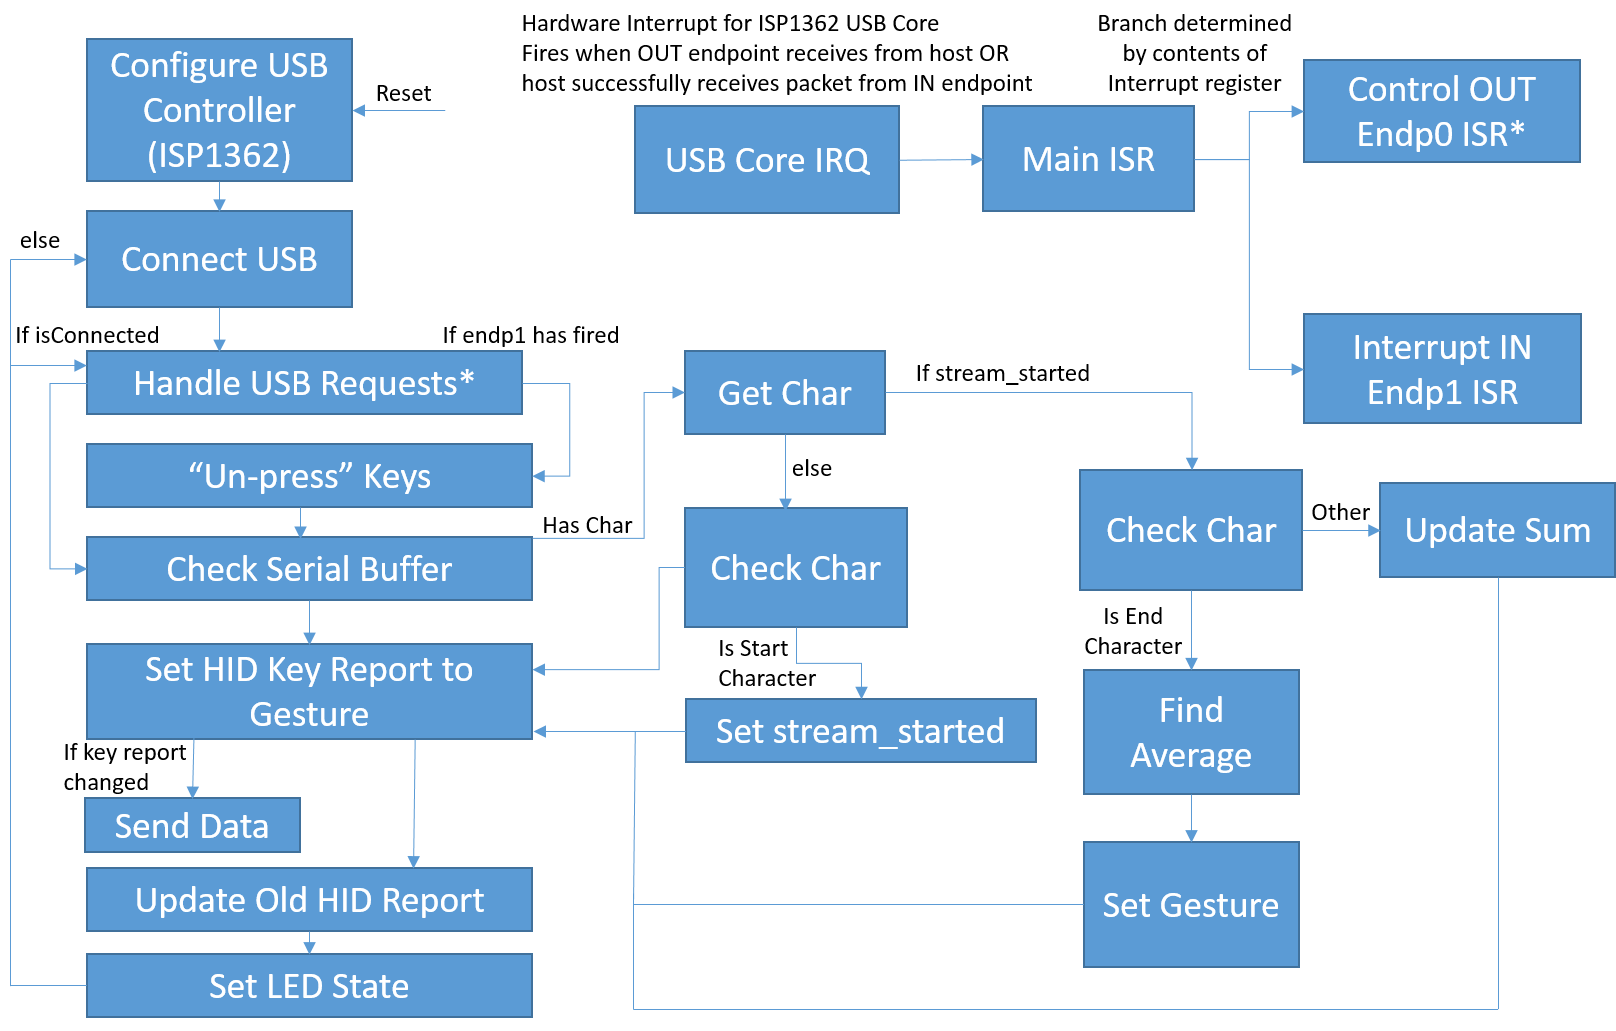 Hardware Interrupt for ISP1362 USB Core
Fires when OUT endpoint receives from host OR
host successfully receives packet from IN endpoint
Branch determined
by contents of
Interrupt register
Configure USB
Controller
(ISP1362)
Reset
USB Core IRQ
Main ISR
Control OUT
Endp0 ISR*
else
Connect USB
If isConnected
If endp1 has fired
Handle USB Requests*
Get Char
If stream_started
Interrupt IN
Endp1 ISR
“Un-press” Keys
else
Has Char
Check Serial Buffer
Check Char
Check Char
Other
Update Sum
Is Start
Character
Is End
Character
Set HID Key Report to
Gesture
Set stream_started
Find
Average
If key report
changed
Send Data
Update Old HID Report
Set Gesture
Set LED State